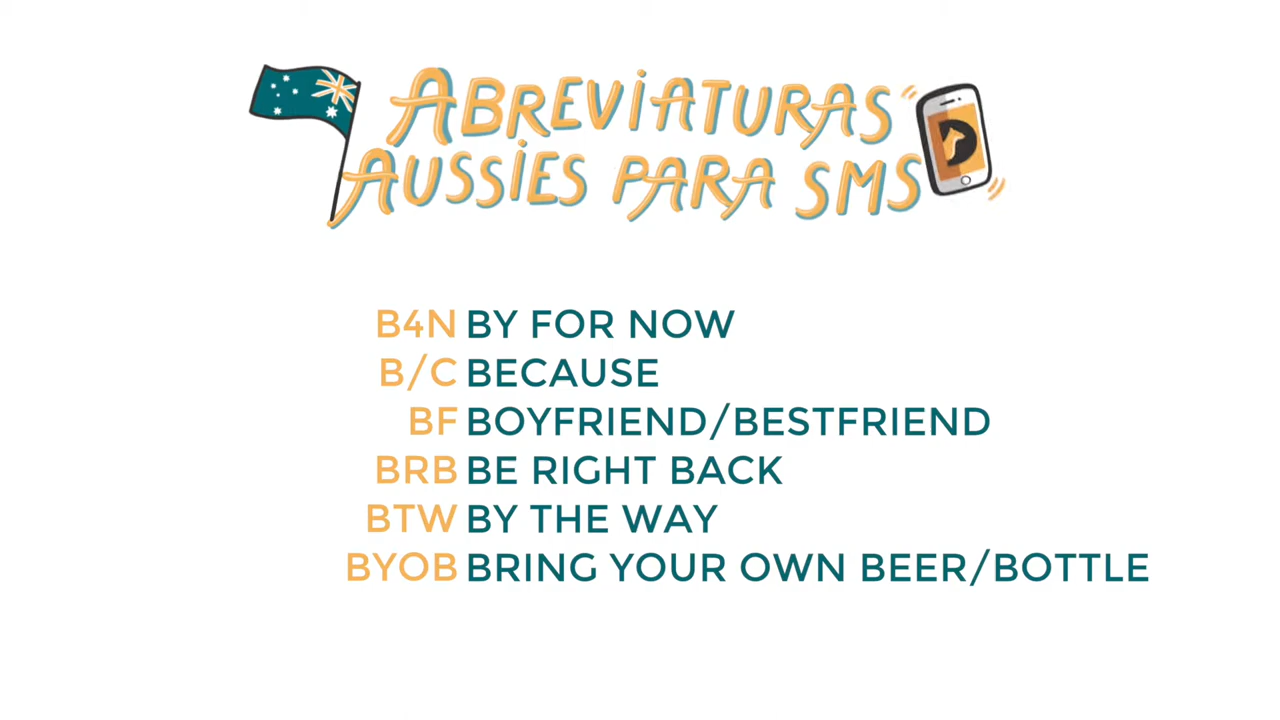 ABREVIATURAS
AUSSIES PARA SMS
B4N BY FOR NOW
B/C BECAUSE
BF BOYFRIEND/BESTFRIEND
BRB BE RIGHT BACK
BTW BY THE WAY
BYOB BRING YOUR OWN BEER/BOTTLE